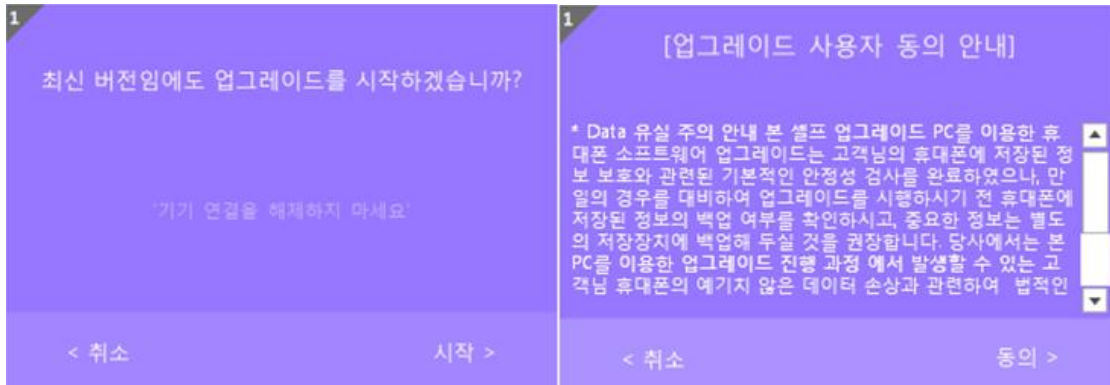 1
최신 버전임에도 업그레이드를 시작하겠습니까?
'기기 연결을 해제하지 마세요'
< 취소
시작 >
1
[업그레이드 사용자 동의 안내]
* Data 유실 주의 안내 본 셀프 업그레이드 PC를 이용한 휴
대폰 소프트웨어 업그레이드는 고객님의 휴대폰에 저장된 정
보 보호와 관련된 기본적인 안정성 검사를 완료하였으나, 만
일의 경우를 대비하여 업그레이드를 시행하시기 전 휴대폰에
저장된 정보의 백업 여부를 확인하시고, 중요한 정보는 별도
의 저장장치에 백업해 두실 것을 권장합니다. 당사에서는 본
PC를 이용한 업그레이드 진행 과정 에서 발생할 수 있는 고
객님 휴대폰의 예기치 않은 데이터 손상과 관련하여 법적인
< 취소
동의 >